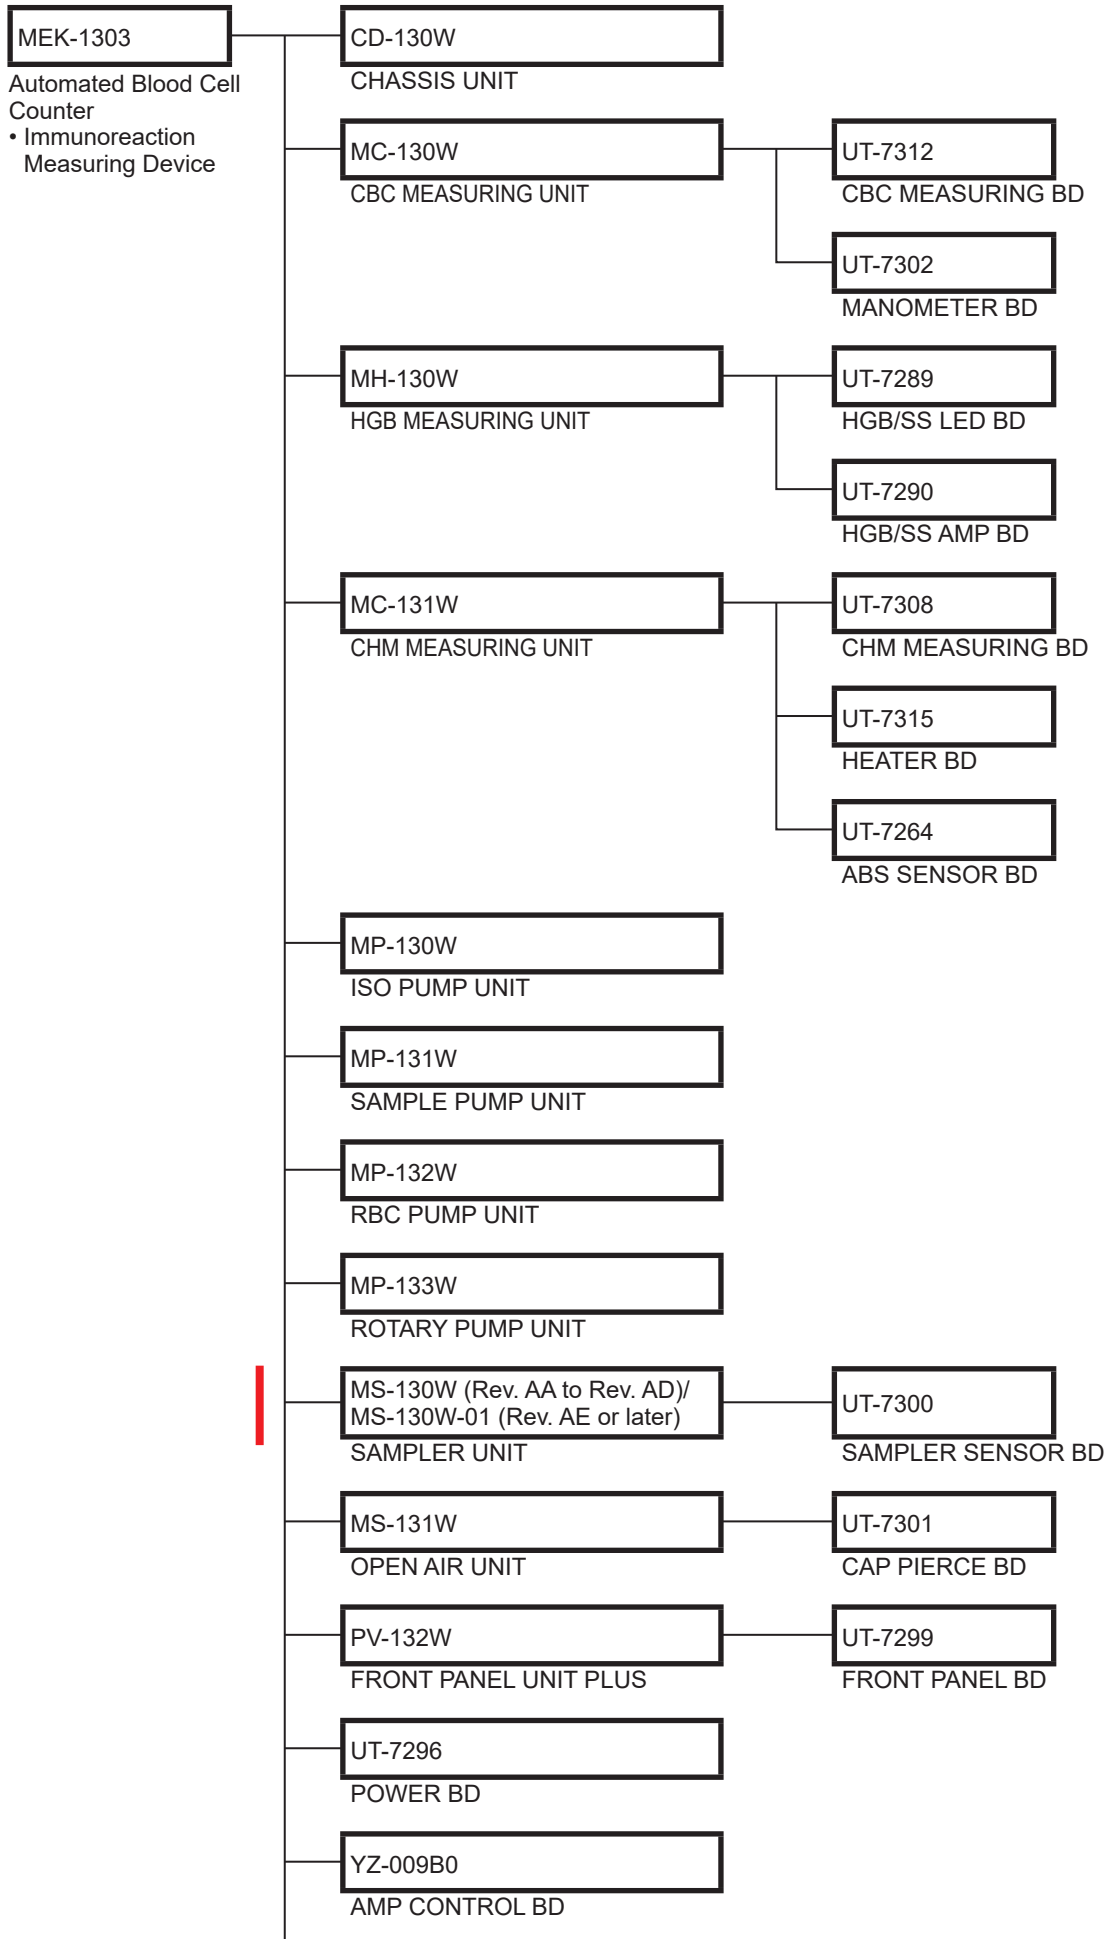 MEK-1303
Automated Blood Cell
Counter
• Immunoreaction
Measuring Device
CD-130W
CHASSIS UNIT
MC-130W
CBC MEASURING UNIT
UT-7312
CBC MEASURING BD
UT-7302
MANOMETER BD
MH-130W
HGB MEASURING UNIT
UT-7289
HGB/SS LED BD
UT-7290
HGB/SS AMP BD
MC-131W
CHM MEASURING UNIT
UT-7308
CHM MEASURING BD
UT-7315
HEATER BD
UT-7264
ABS SENSOR BD
MP-130W
ISO PUMP UNIT
MP-131W
SAMPLE PUMP UNIT
MP-132W
RBC PUMP UNIT
MP-133W
ROTARY PUMP UNIT
MS-130W (Rev. AA to Rev. AD)/
MS-130W-01 (Rev. AE or later)
SAMPLER UNIT
UT-7300
SAMPLER SENSOR BD
MS-131W
OPEN AIR UNIT
UT-7301
CAP PIERCE BD
PV-132W
FRONT PANEL UNIT PLUS
UT-7299
FRONT PANEL BD
UT-7296
POWER BD
YZ-009B0
AMP CONTROL BD